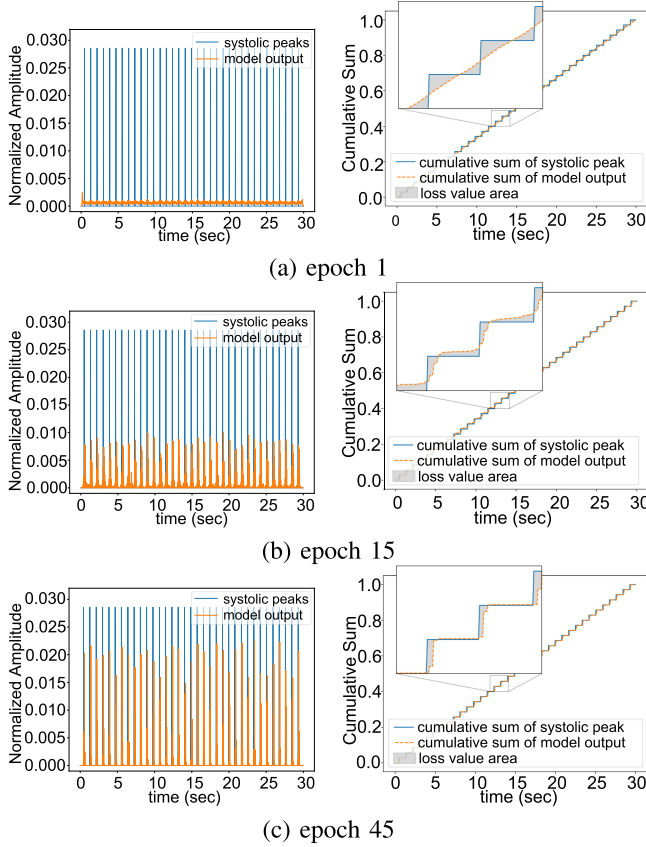 Normalized Amplitude
0.030
0.025
0.020
0.015
0.010
0.005
0.000
systolic peaks
model output
0 5 10 15 20 25 30
time (sec)
Cumulative Sum
1.0
0.8
0.6
0.4
0.2
0.0
cumulative sum of systolic peak
cumulative sum of model output
loss value area
0 5 10 15 20 25 30
time (sec)
(a) epoch 1
Normalized Amplitude
0.030
0.025
0.020
0.015
0.010
0.005
0.000
systolic peaks
model output
0 5 10 15 20 25 30
time (sec)
Cumulative Sum
1.0
0.8
0.6
0.4
0.2
0.0
cumulative sum of systolic peak
cumulative sum of model output
loss value area
0 5 10 15 20 25 30
time (sec)
(b) epoch 15
Normalized Amplitude
0.030
0.025
0.020
0.015
0.010
0.005
0.000
systolic peaks
model output
0 5 10 15 20 25 30
time (sec)
Cumulative Sum
1.0
0.8
0.6
0.4
0.2
0.0
cumulative sum of systolic peak
cumulative sum of model output
loss value area
0 5 10 15 20 25 30
time (sec)
(c) epoch 45